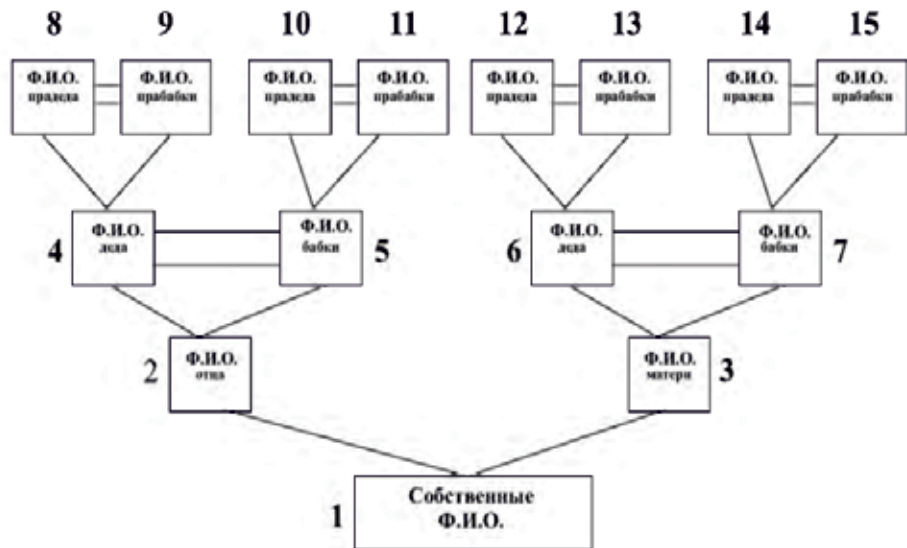 8 9 10 11 12 13 14 15
Ф.И.О. Ф.И.О. Ф.И.О. Ф.И.О. Ф.И.О. Ф.И.О. Ф.И.О. Ф.И.О.
прадеда прабабки прадеда прабабки прадеда прабабки прадеда прабабки
4 Ф.И.О. Ф.И.О. 5 6 Ф.И.О. Ф.И.О. 7
деда бабки деда бабки
2 Ф.И.О. Ф.И.О. 3
отца матери
Собственные
1 Ф.И.О.